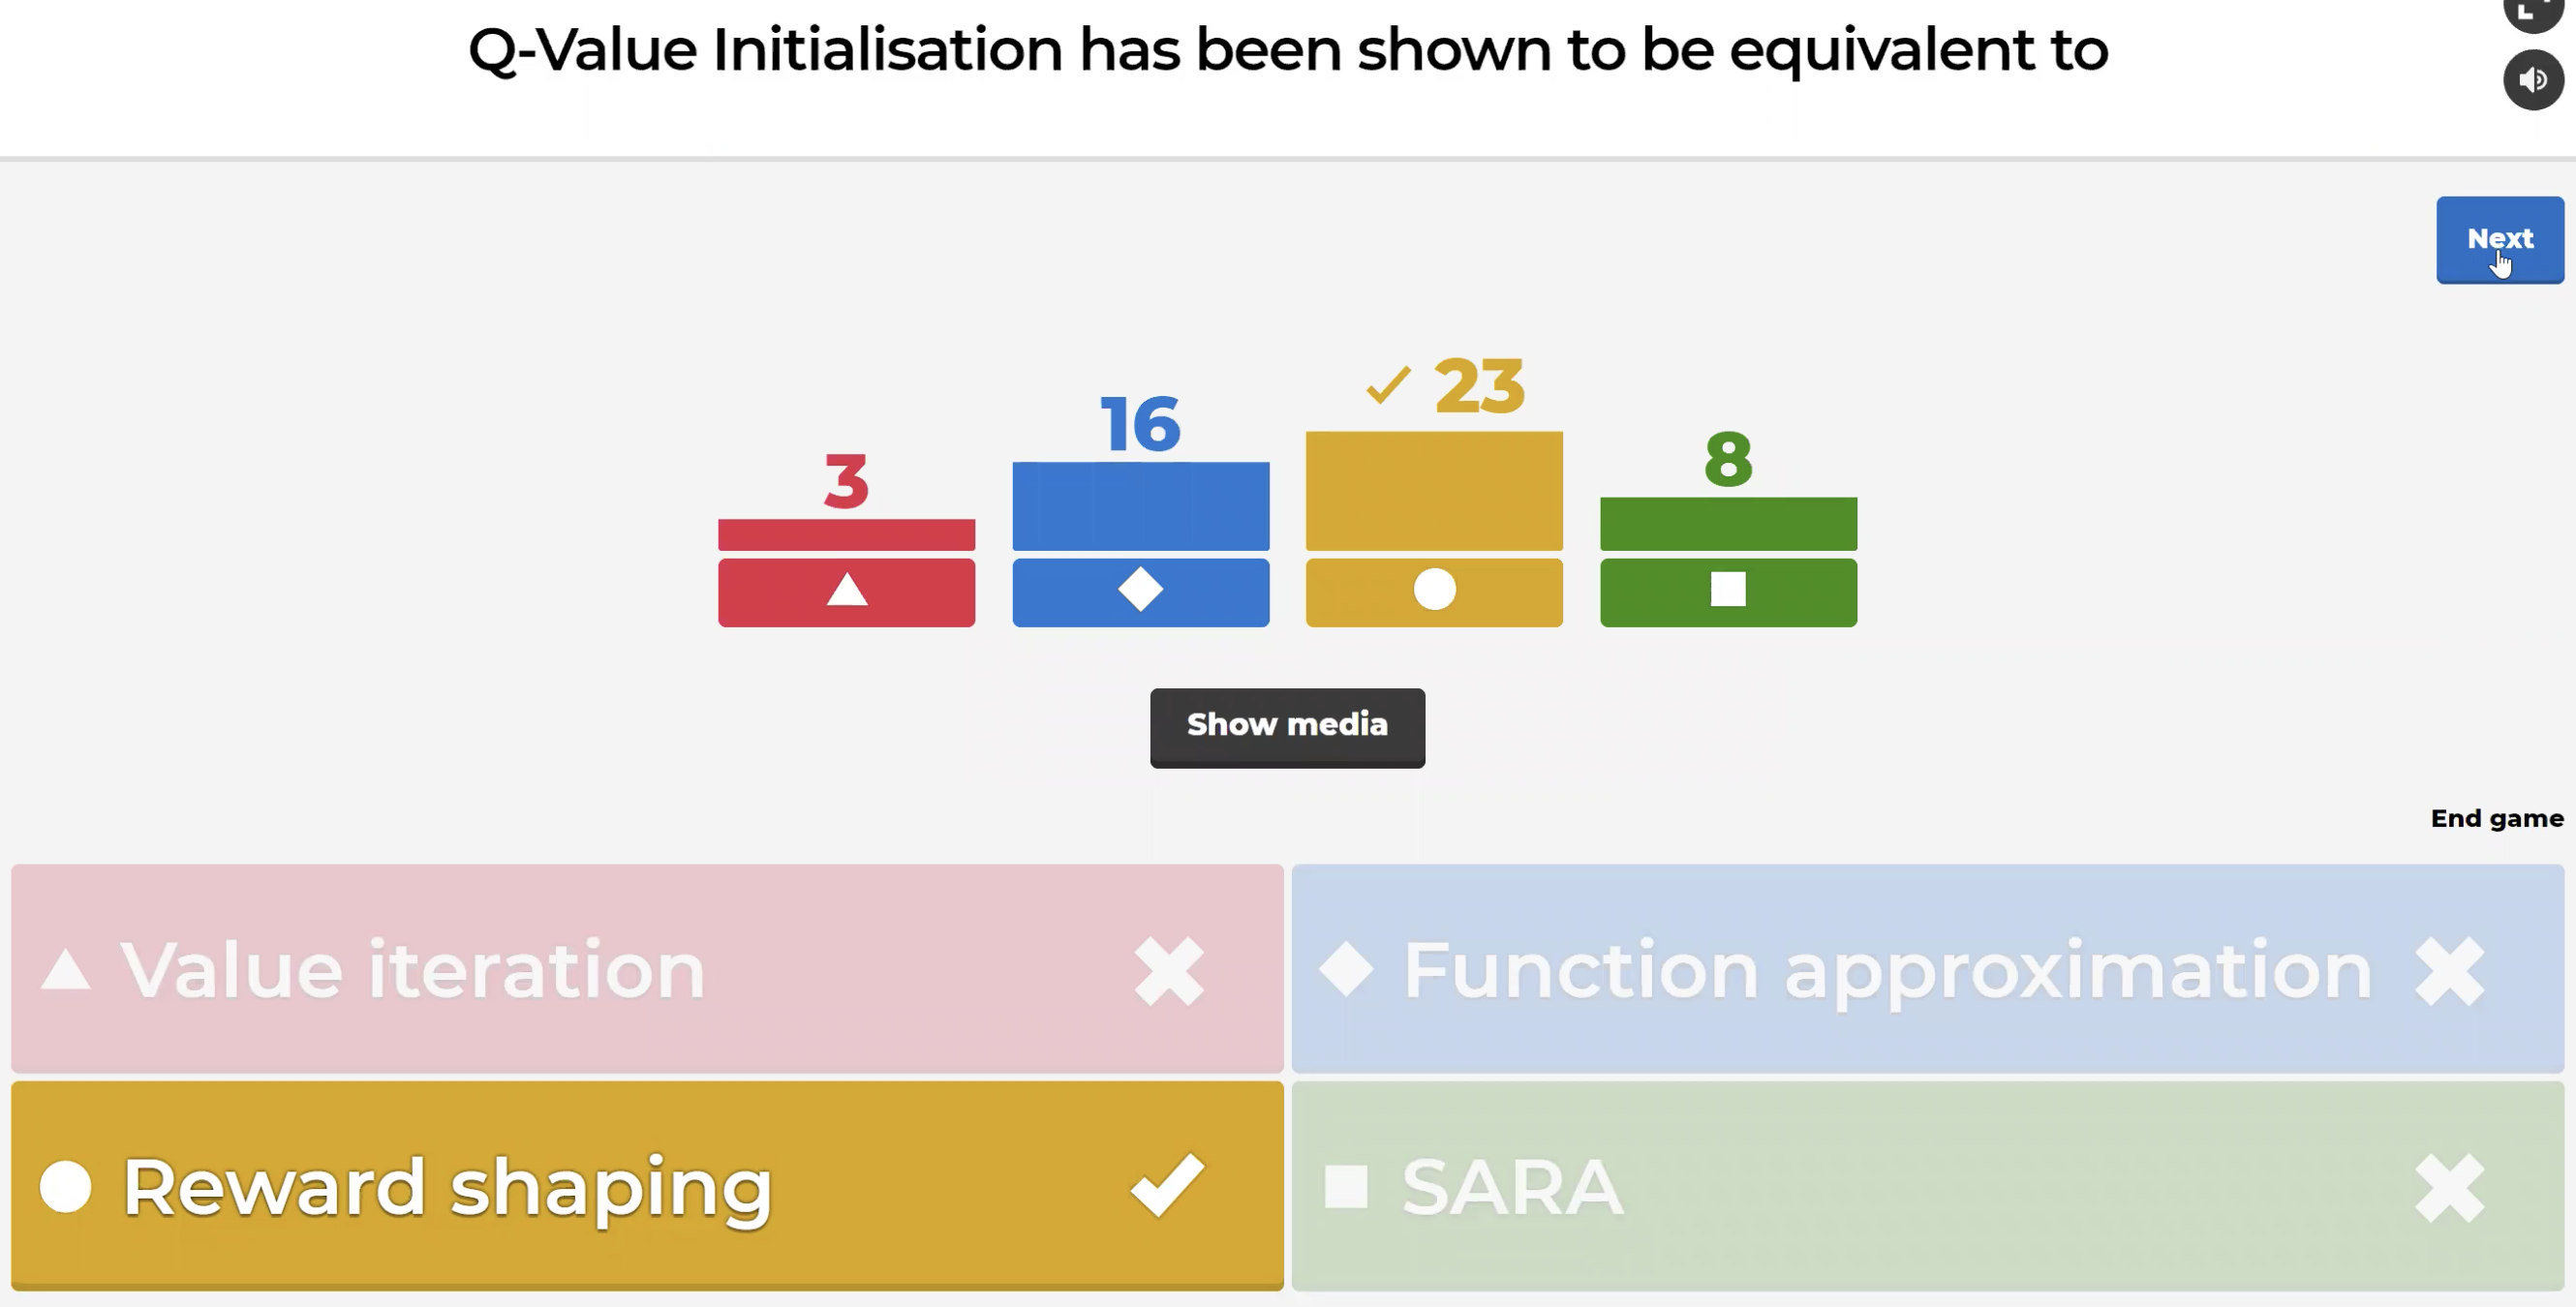 Q-Value Initialisation has been shown to be equivalent to
Next
3
16
23
8
Show media
End game
Value iteration
Function approximation
Reward shaping
SARA